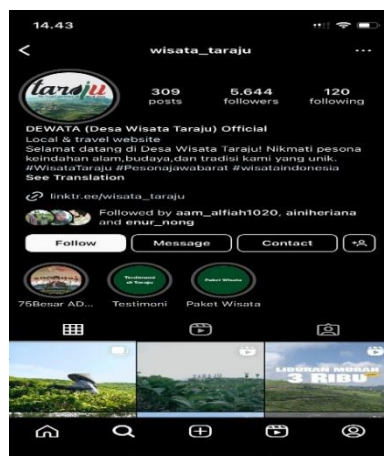 14.43
wisata_taraju
taraju
309 5.644 120
posts followers following
DEWATA (Desa Wisata Taraju) Official
Local & travel website
Selamat datang di Desa Wisata Taraju! Nikmati pesona
keindahan alam,budaya,dan tradisi kami yang unik.
#WisataTaraju #Pesonajawabarat #wisataindonesia
See Translation
linktr.ee/wisata_taraju
Followed by aam_alfiah1020, ainiheriana
and enur_nong
Follow Message Contact
Testimoni
di Taraju
Paket Wisata
75Besar AD... Testimoni Paket Wisata
LIBURAN MURAH
3 RIBU